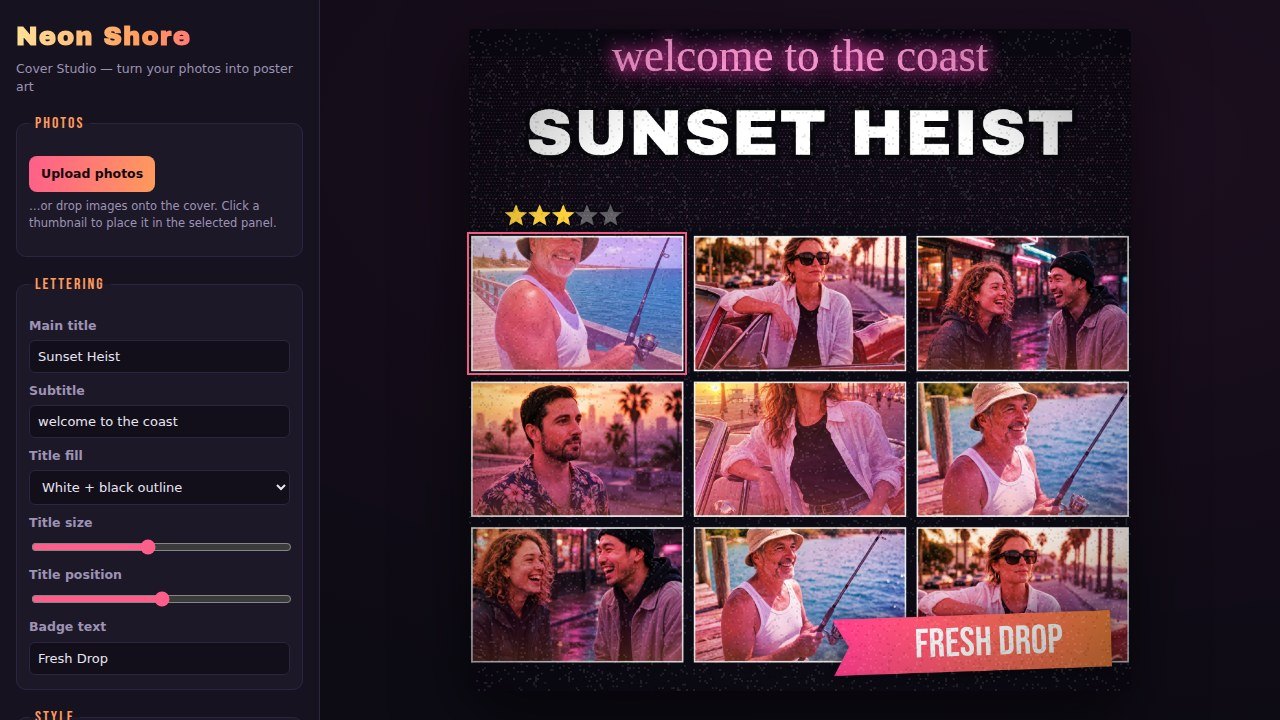 Neon Shore
Cover Studio — turn your photos into poster
art
PHOTOS
Upload photos
...or drop images onto the cover. Click a
thumbnail to place it in the selected panel.
LETTERING
Main title
Sunset Heist
Subtitle
welcome to the coast
Title fill
White + black outline
Title size
Title position
Badge text
Fresh Drop
STYLE
welcome to the coast
SUNSET HEIST
FRESH DROP